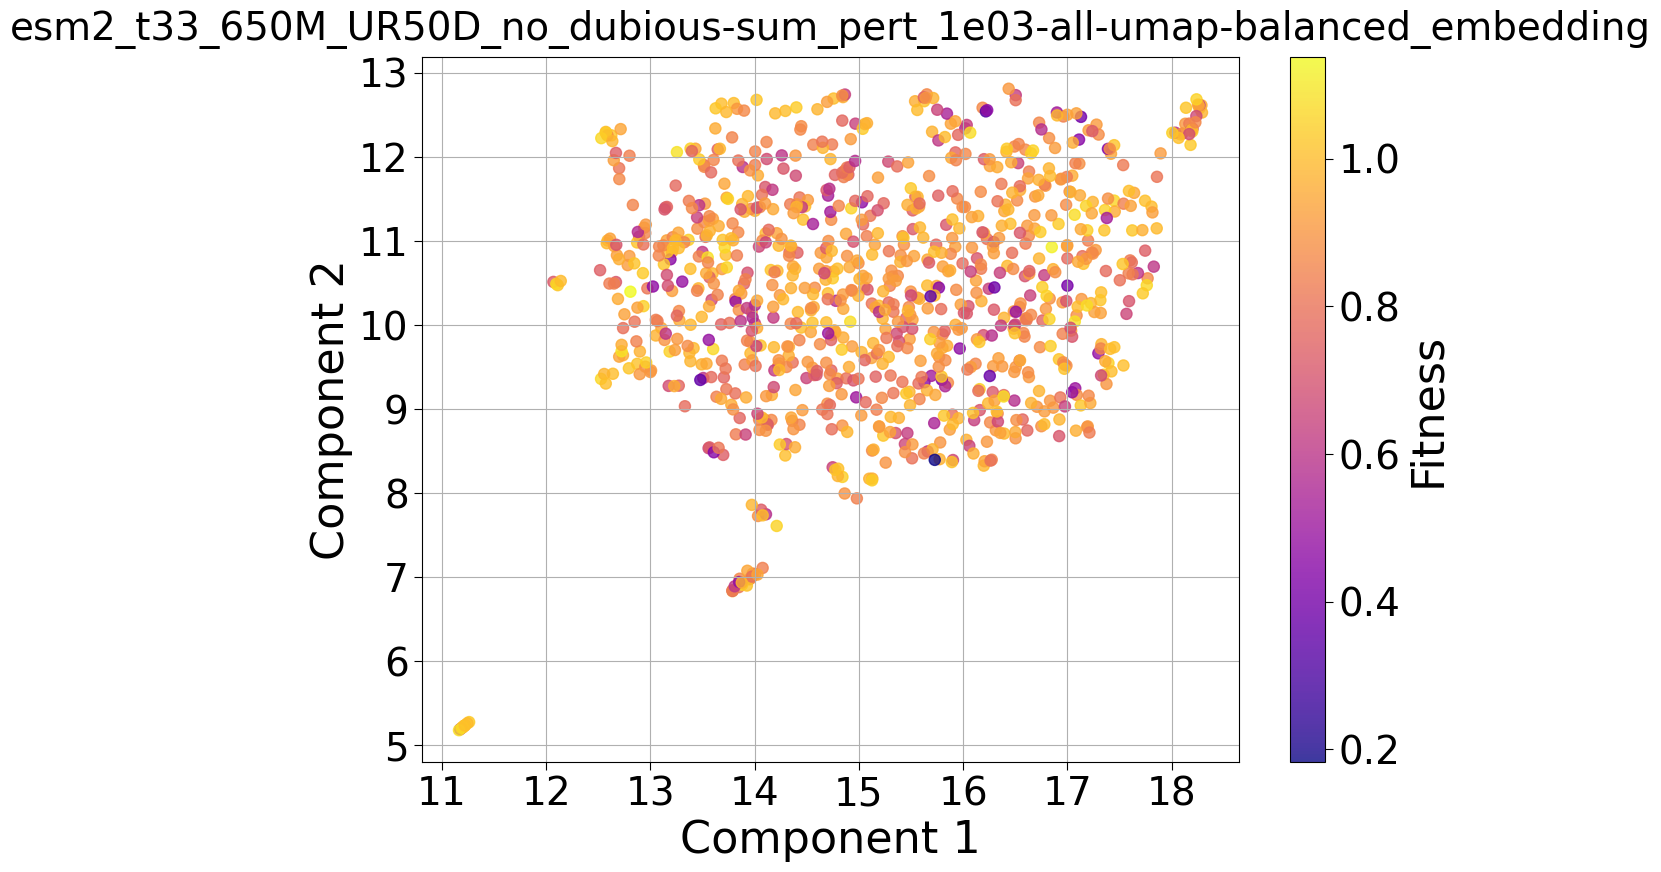 esm2_t33_650M_UR50D_no_dubious-sum_pert_1e03-all-umap-balanced_embedding
13
12
11
10
9
8
7
6
5
Component 2
11 12 13 14 15 16 17 18
Component 1
1.0
0.8
0.6
0.4
0.2
Fitness